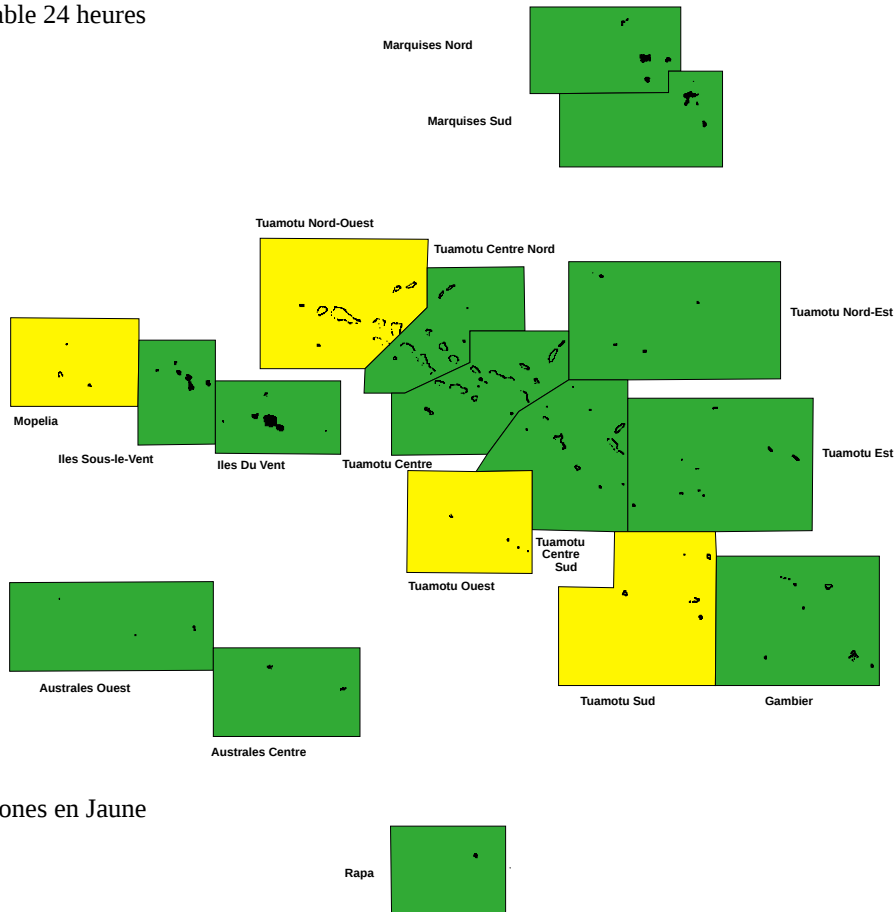 able 24 heures
Marquises Nord
Marquises Sud
Tuamotu Nord-Ouest
Tuamotu Centre Nord
Tuamotu Nord-Est
Mopelia
Iles Sous-le-Vent
Iles Du Vent
Tuamotu Centre
Tuamotu Est
Tuamotu
Centre
Sud
Tuamotu Ouest
Australes Ouest
Tuamotu Sud
Gambier
Australes Centre
ones en Jaune
Rapa